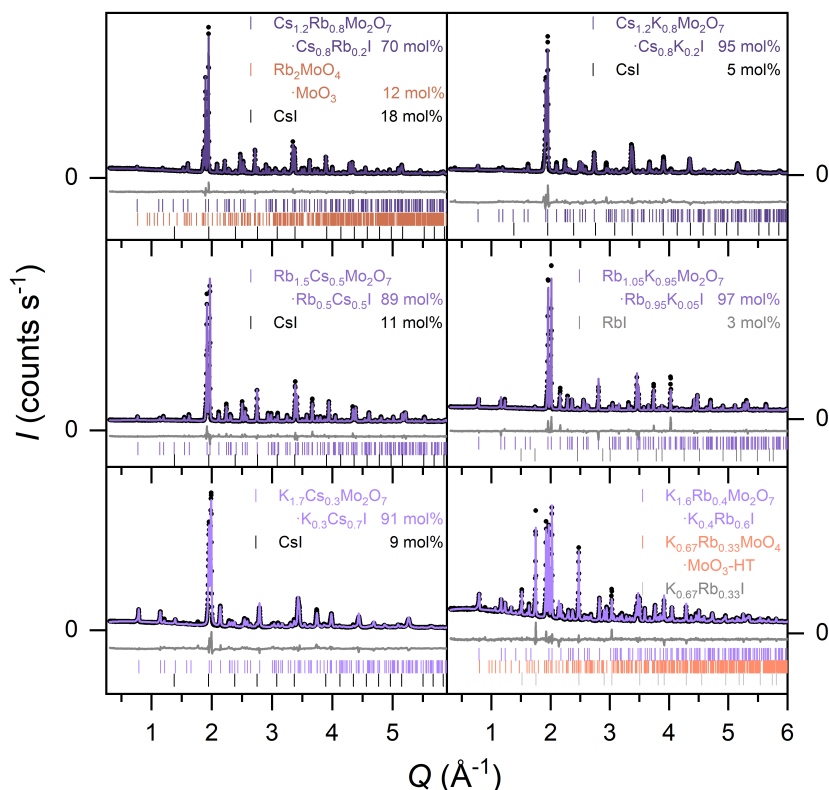 Cs1.2Rb0.8Mo2O7
·Cs0.8Rb0.2I 70 mol%
Rb2MoO4
·MoO3 12 mol%
CsI 18 mol%
0
Cs1.2K0.8Mo2O7
·Cs0.8K0.2I 95 mol%
CsI 5 mol%
0
Rb1.5Cs0.5Mo2O7
·Rb0.5Cs0.5I 89 mol%
CsI 11 mol%
0
Rb1.05K0.95Mo2O7
·Rb0.95K0.05I 97 mol%
RbI 3 mol%
0
K1.7Cs0.3Mo2O7
·K0.3Cs0.7I 91 mol%
CsI 9 mol%
0
K1.6Rb0.4Mo2O7
·K0.4Rb0.6I
K0.67Rb0.33MoO4
·MoO3-HT
K0.67Rb0.33I
0
I (counts s-1)
1 2 3 4 5
1 2 3 4 5 6
Q (Å-1)